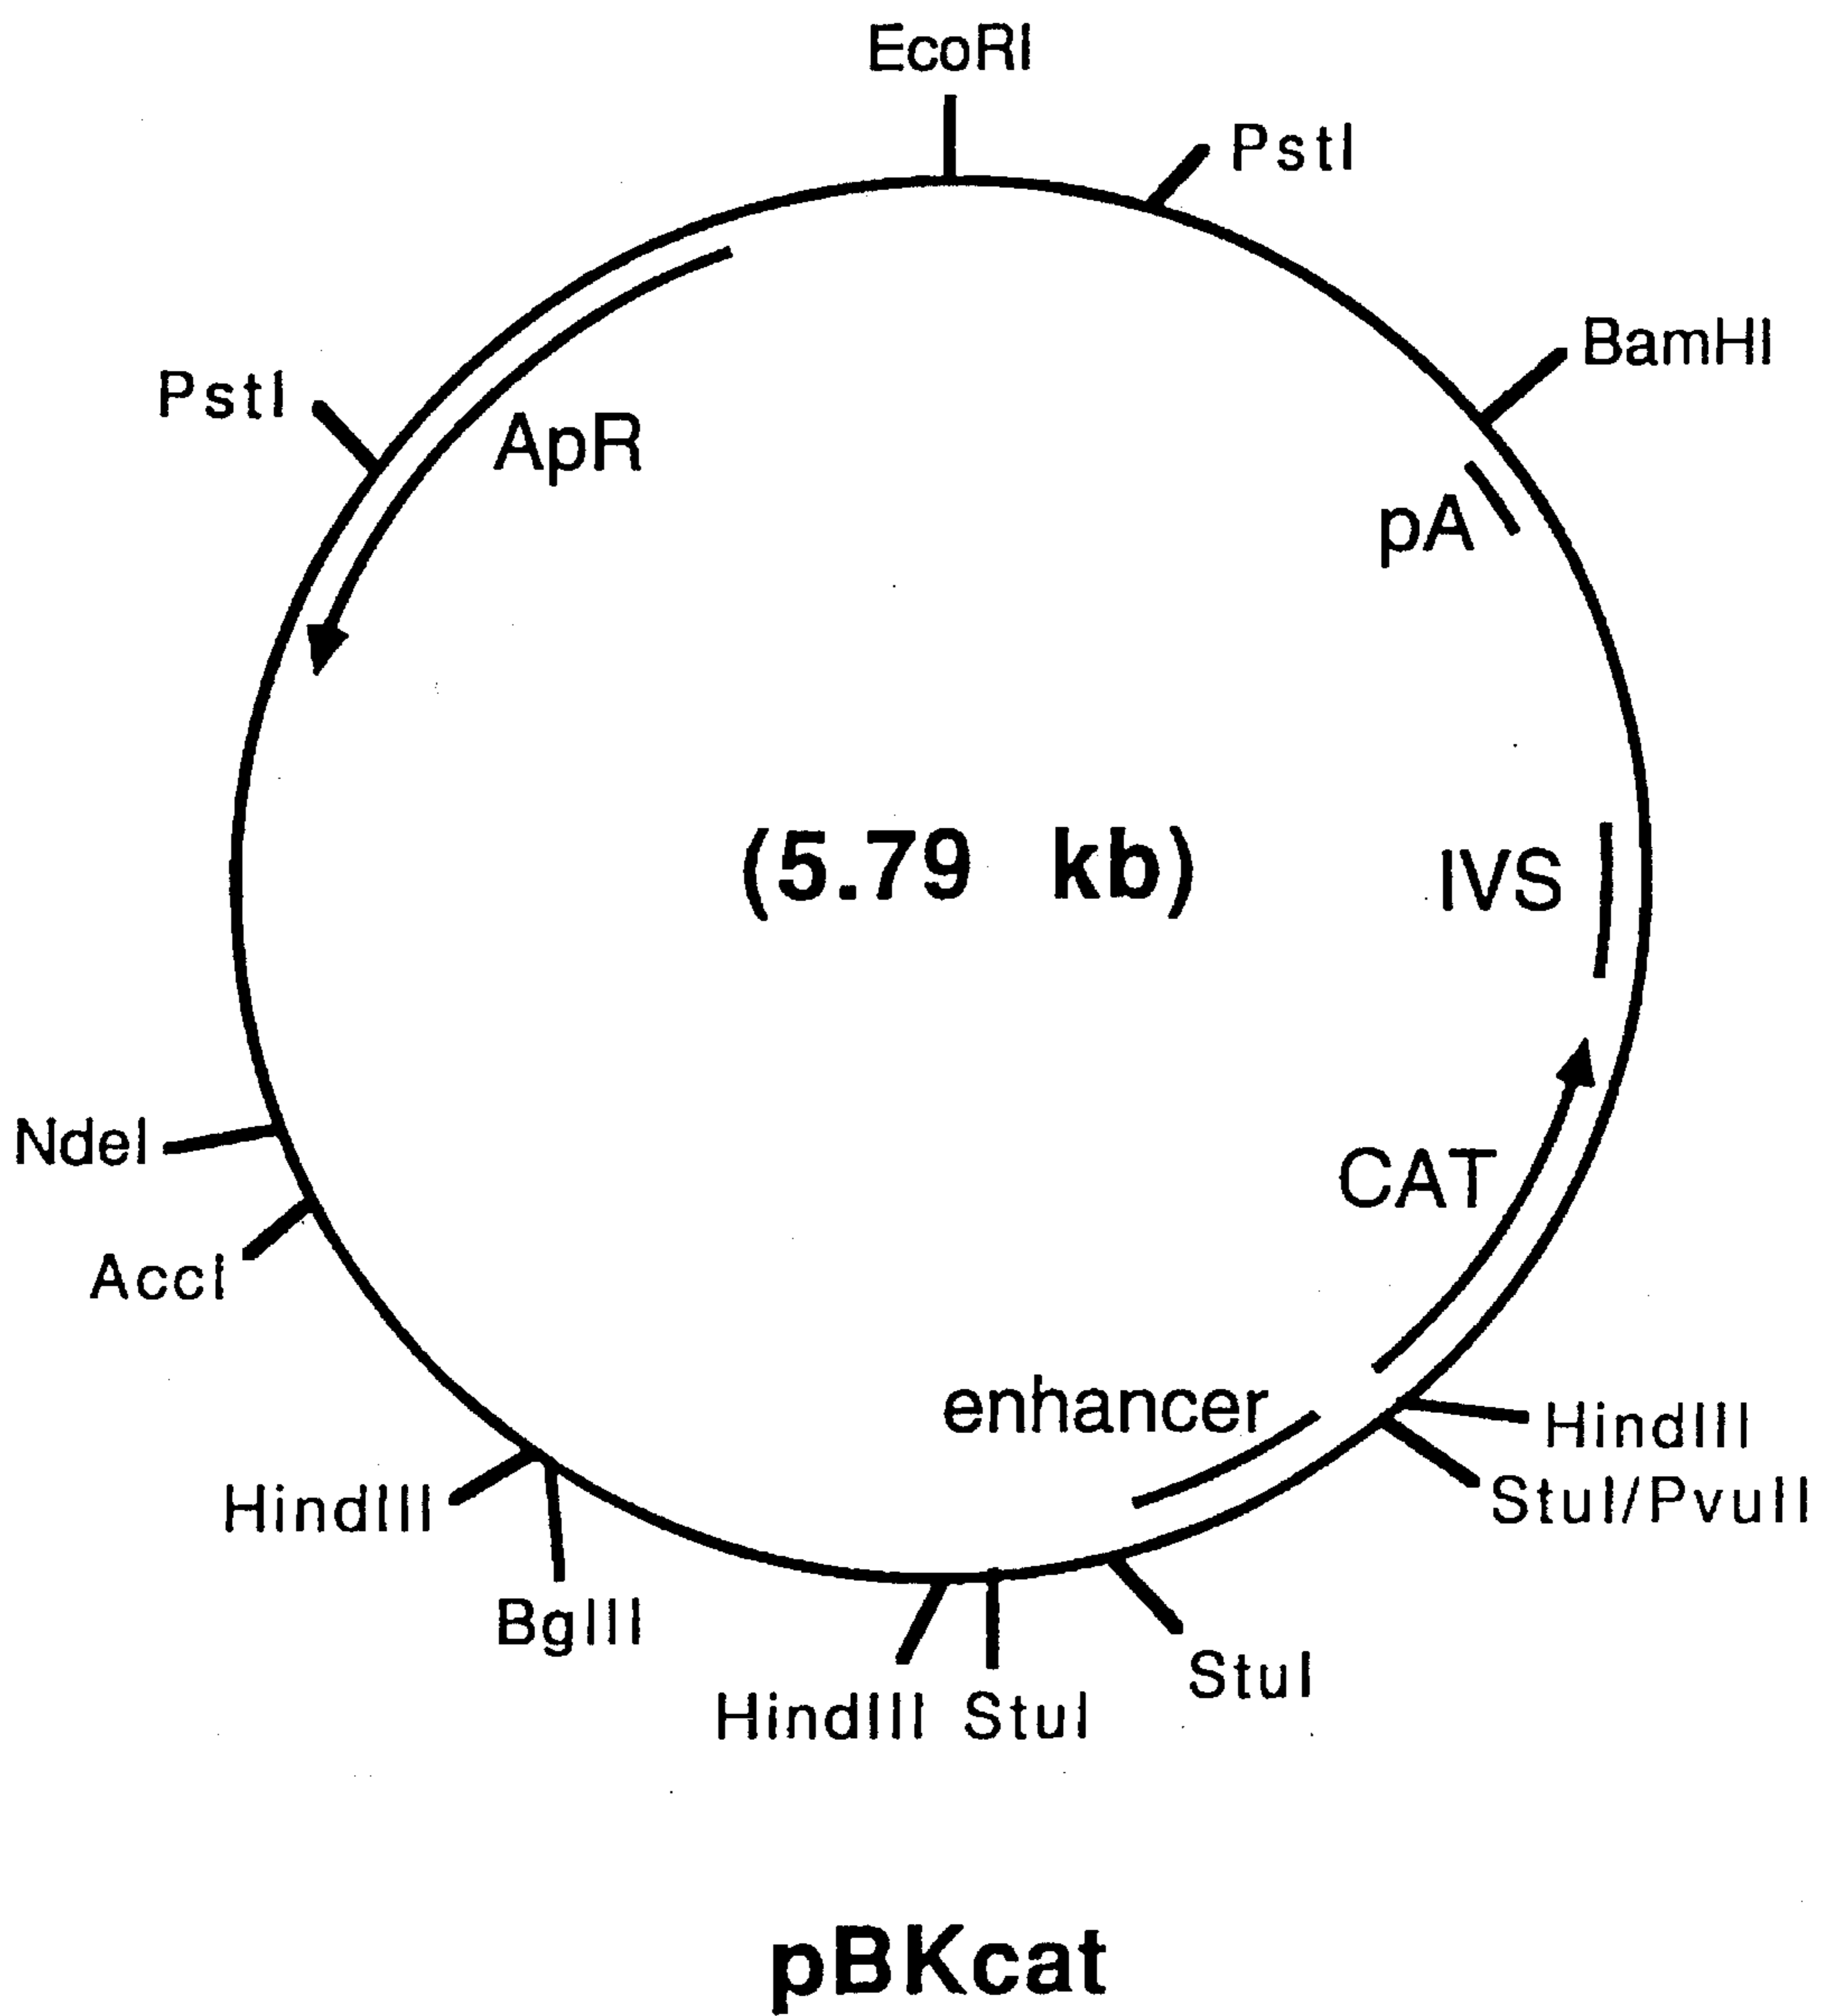 EcoRI
PstI
BamHI
PstI
ApR
pA
(5.79 kb)
IVS
NdeI
CAT
AccI
enhancer
HindIII
StuI/PvuII
HindIII
BglII
StuI
HindIII StuI
pBKcat